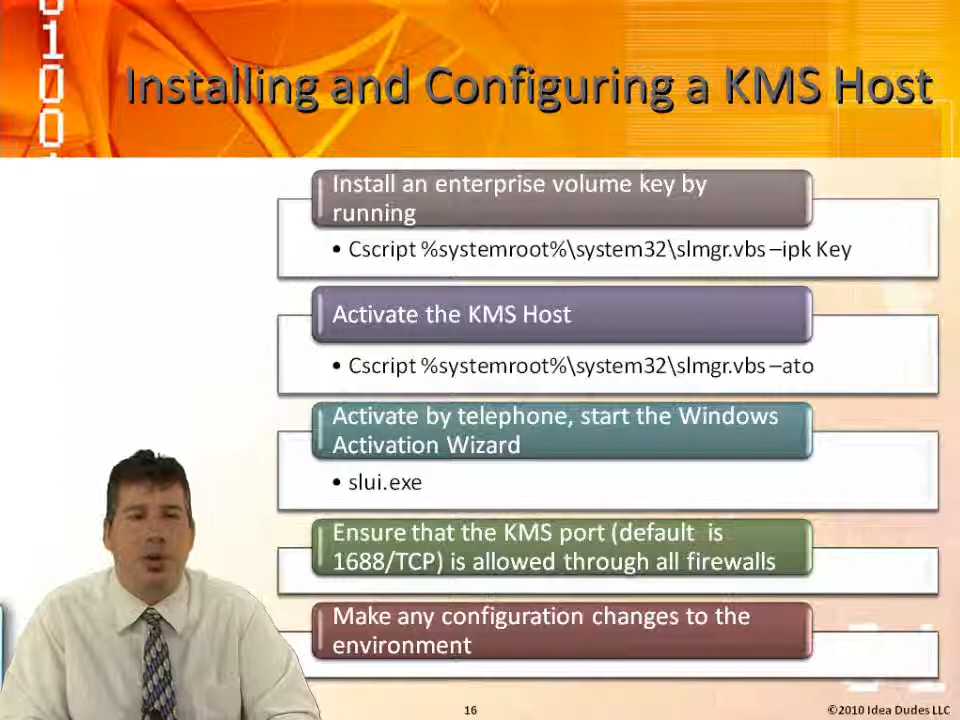 Installing and Configuring a KMS Host
Install an enterprise volume key by
running
• Cscript %systemroot%\system32\slmgr.vbs –ipk Key
Activate the KMS Host
• Cscript %systemroot%\system32\slmgr.vbs –ato
Activate by telephone, start the Windows
Activation Wizard
• slui.exe
Ensure that the KMS port (default  is
1688/TCP) is allowed through all firewalls
Make any configuration changes to the
environment
16
©2010 Idea Dudes LLC